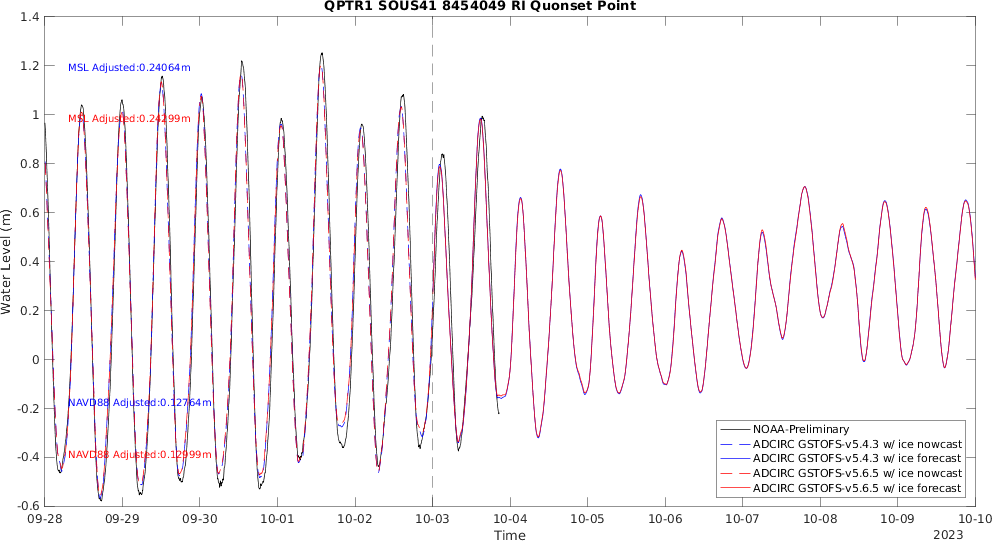 QPTR1 SOUS41 8454049 RI Quonset Point
1.4
1.2
1
0.8
0.6
0.4
0.2
0
-0.2
-0.4
-0.6
Water Level (m)
MSL Adjusted:0.24064m
MSL Adjusted:0.24299m
NAVD88 Adjusted:0.12764m
NAVD88 Adjusted:0.12999m
NOAA-Preliminary
ADCIRC GSTOFS-v5.4.3 w/ ice nowcast
ADCIRC GSTOFS-v5.4.3 w/ ice forecast
ADCIRC GSTOFS-v5.6.5 w/ ice nowcast
ADCIRC GSTOFS-v5.6.5 w/ ice forecast
09-28 09-29 09-30 10-01 10-02 10-03 10-04 10-05 10-06 10-07 10-08 10-09 10-10
Time
2023